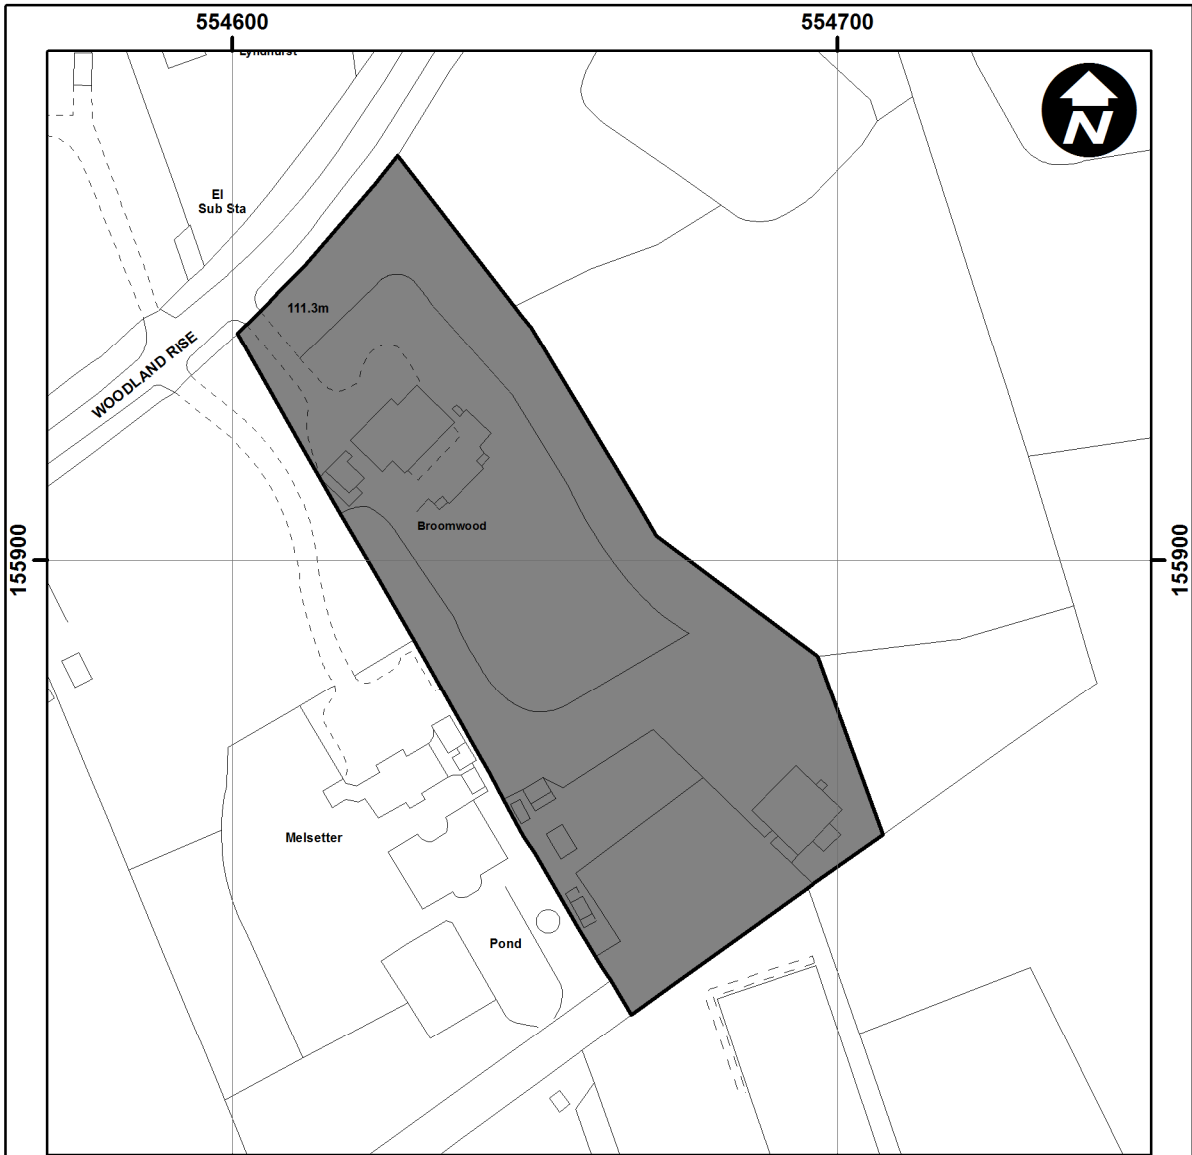 554600
554700
Lyndhurst
N
El
Sub Sta
111.3m
WOODLAND RISE
Broomwood
155900
155900
Melsetter
Pond